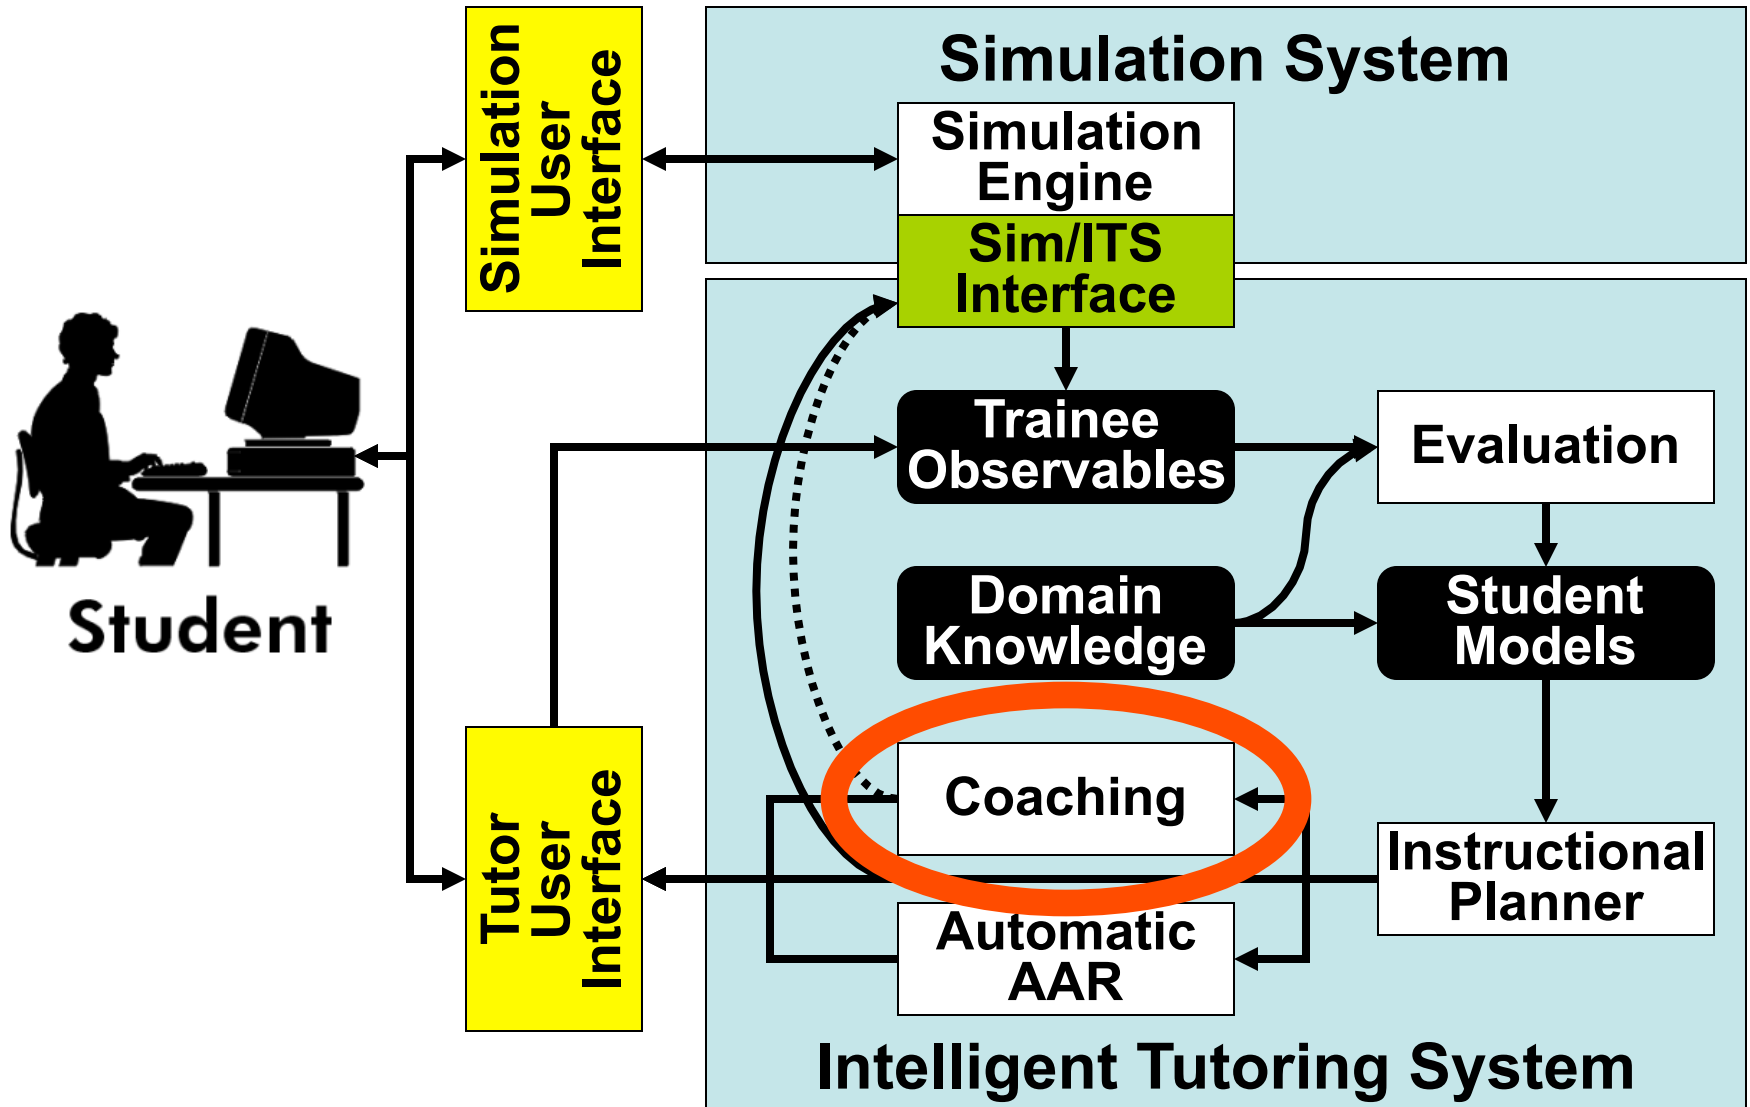 Simulation
User
Interface
Simulation System
Simulation
Engine
Sim/ITS
Interface
Trainee
Observables
Evaluation
Domain
Knowledge
Student
Models
Student
Tutor
User
Interface
Coaching
Instructional
Planner
Automatic
AAR
Intelligent Tutoring System